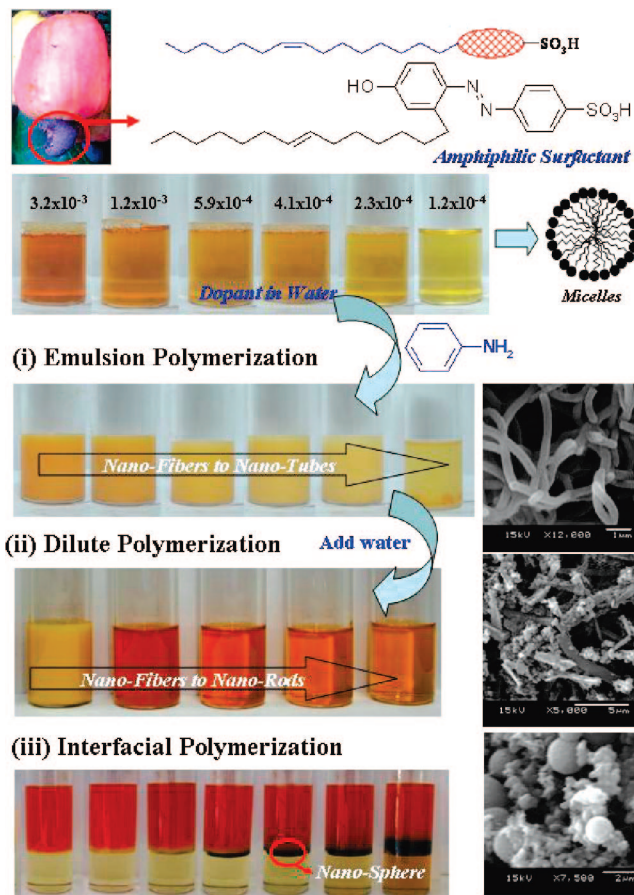 SO₃H
HO
N
N
SO₃H
Amphiphilic Surfactant
3.2x10⁻³ 1.2x10⁻³ 5.9x10⁻⁴ 4.1x10⁻⁴ 2.3x10⁻⁴ 1.2x10⁻⁴
Dopant in Water
Micelles
(i) Emulsion Polymerization
NH₂
Nano-Fibers to Nano-Tubes
15kV X12,000 1µm
(ii) Dilute Polymerization
Add water
Nano-Fibers to Nano-Rods
15kV X5,000 5µm
(iii) Interfacial Polymerization
Nano-Sphere
15kV X7,500 2µm